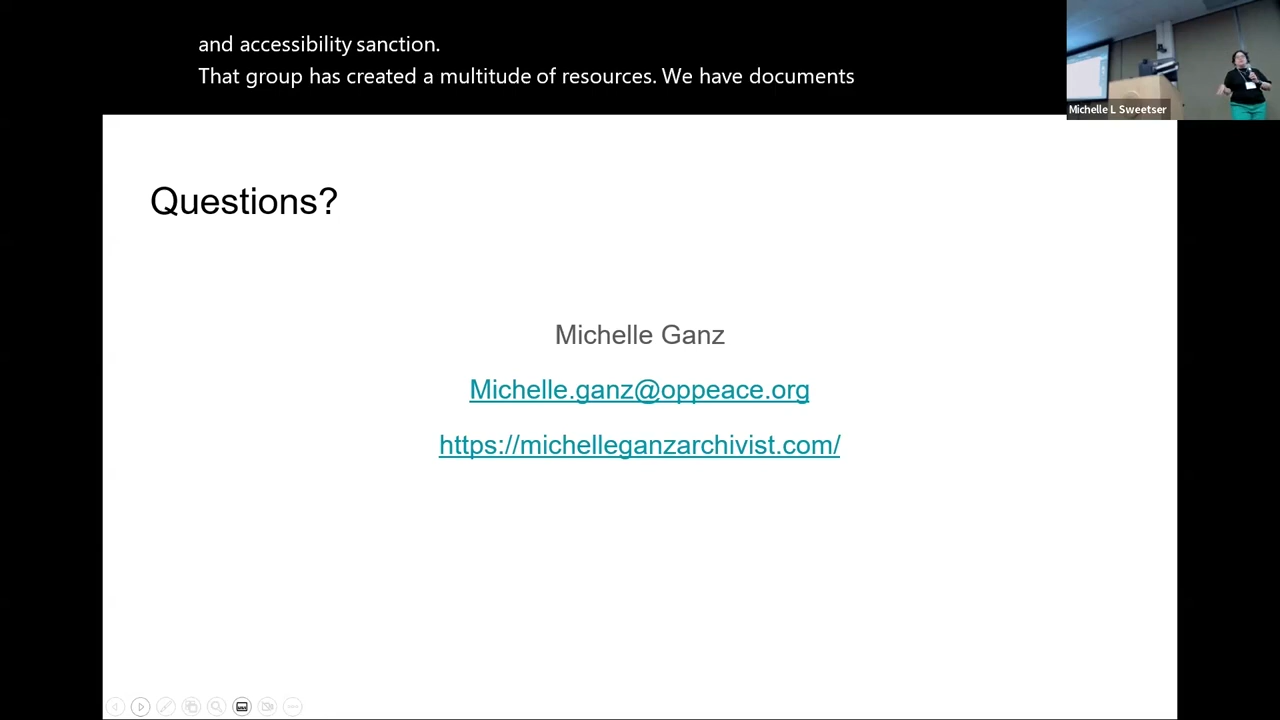 and accessibility sanction.
That group has created a multitude of resources. We have documents
Michelle L Sweetser
Questions?
Michelle Ganz
Michelle.ganz@oppeace.org
https://michelleganzarchivist.com/